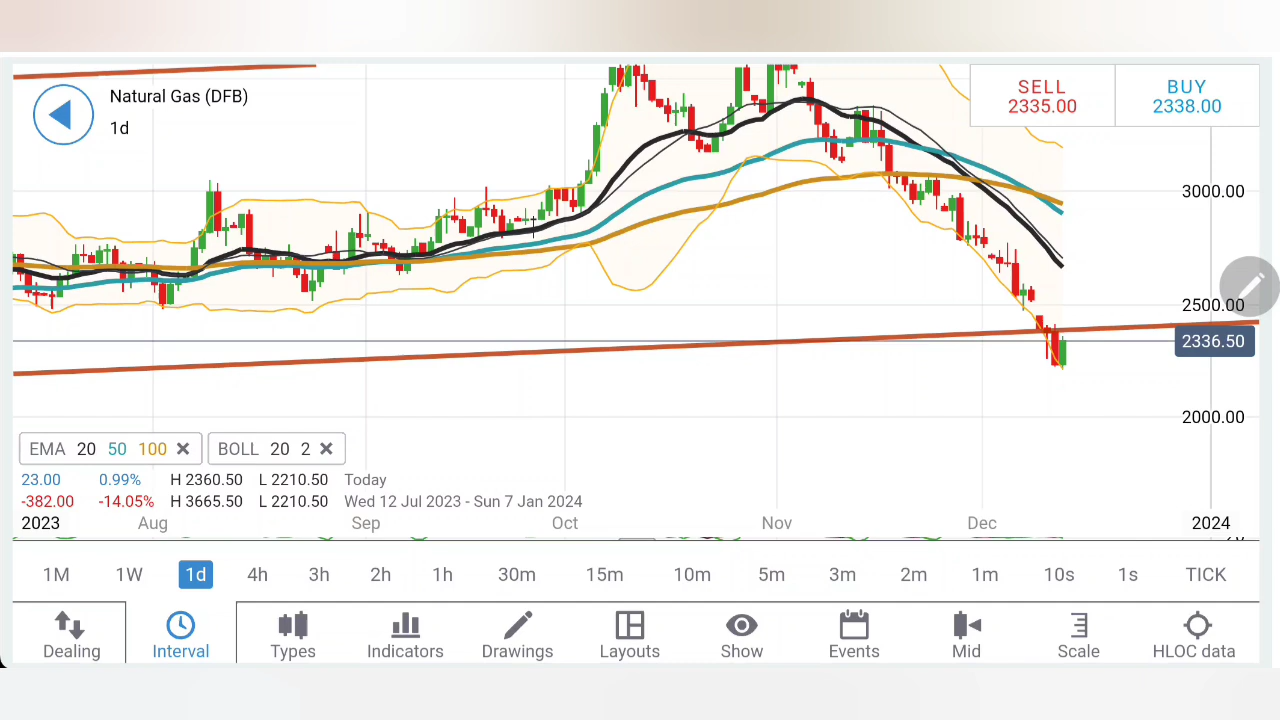 Natural Gas (DFB)
1d
SELL
2335.00
BUY
2338.00
3000.00
2500.00
2336.50
2000.00
EMA 20 50 100
BOLL 20 2
23.00 0.99% H 2360.50 L 2210.50 Today
-382.00 -14.05% H 3665.50 L 2210.50 Wed 12 Jul 2023 - Sun 7 Jan 2024
2023 Aug Sep Oct Nov Dec 2024
1M 1W 1d 4h 3h 2h 1h 30m 15m 10m 5m 3m 2m 1m 10s 1s TICK
Dealing Interval Types Indicators Drawings Layouts Show Events Mid Scale HLOC data